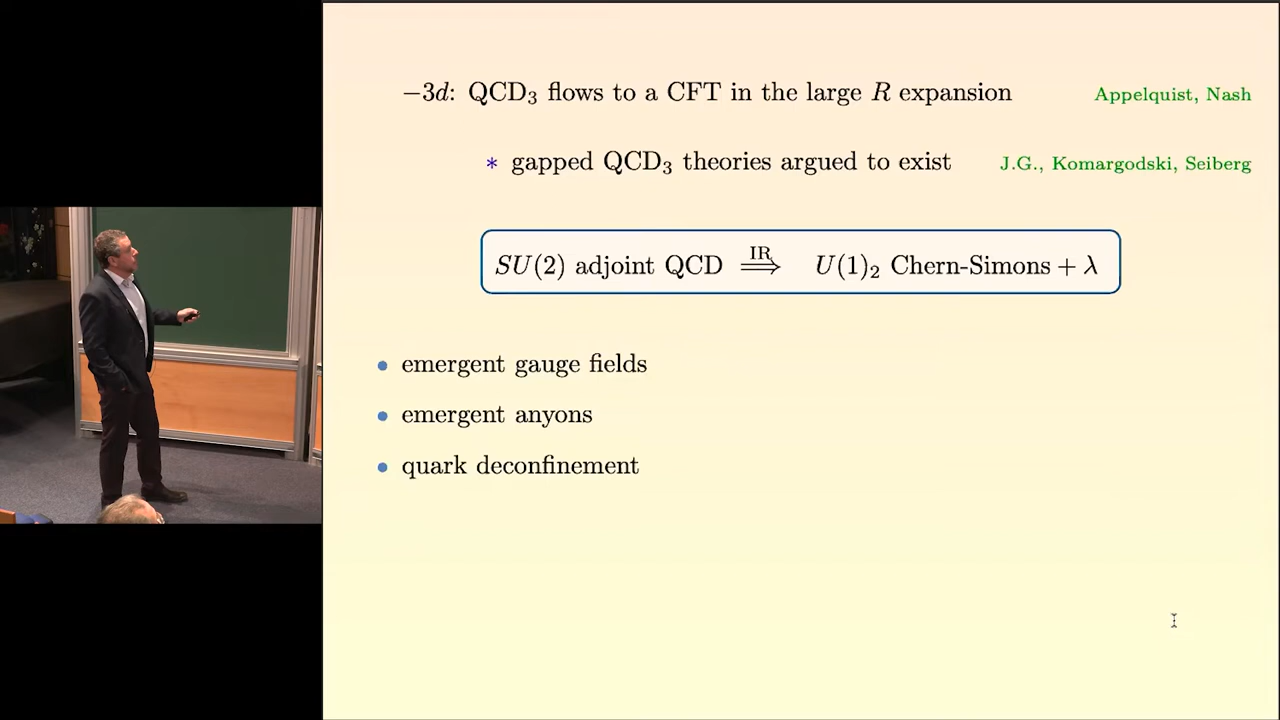 −3d: QCD₃ flows to a CFT in the large R expansion Appelquist, Nash
* gapped QCD₃ theories argued to exist J.G., Komargodski, Seiberg
SU(2) adjoint QCD ⟹ U(1)₂ Chern-Simons + λ
IR
• emergent gauge fields
• emergent anyons
• quark deconfinement